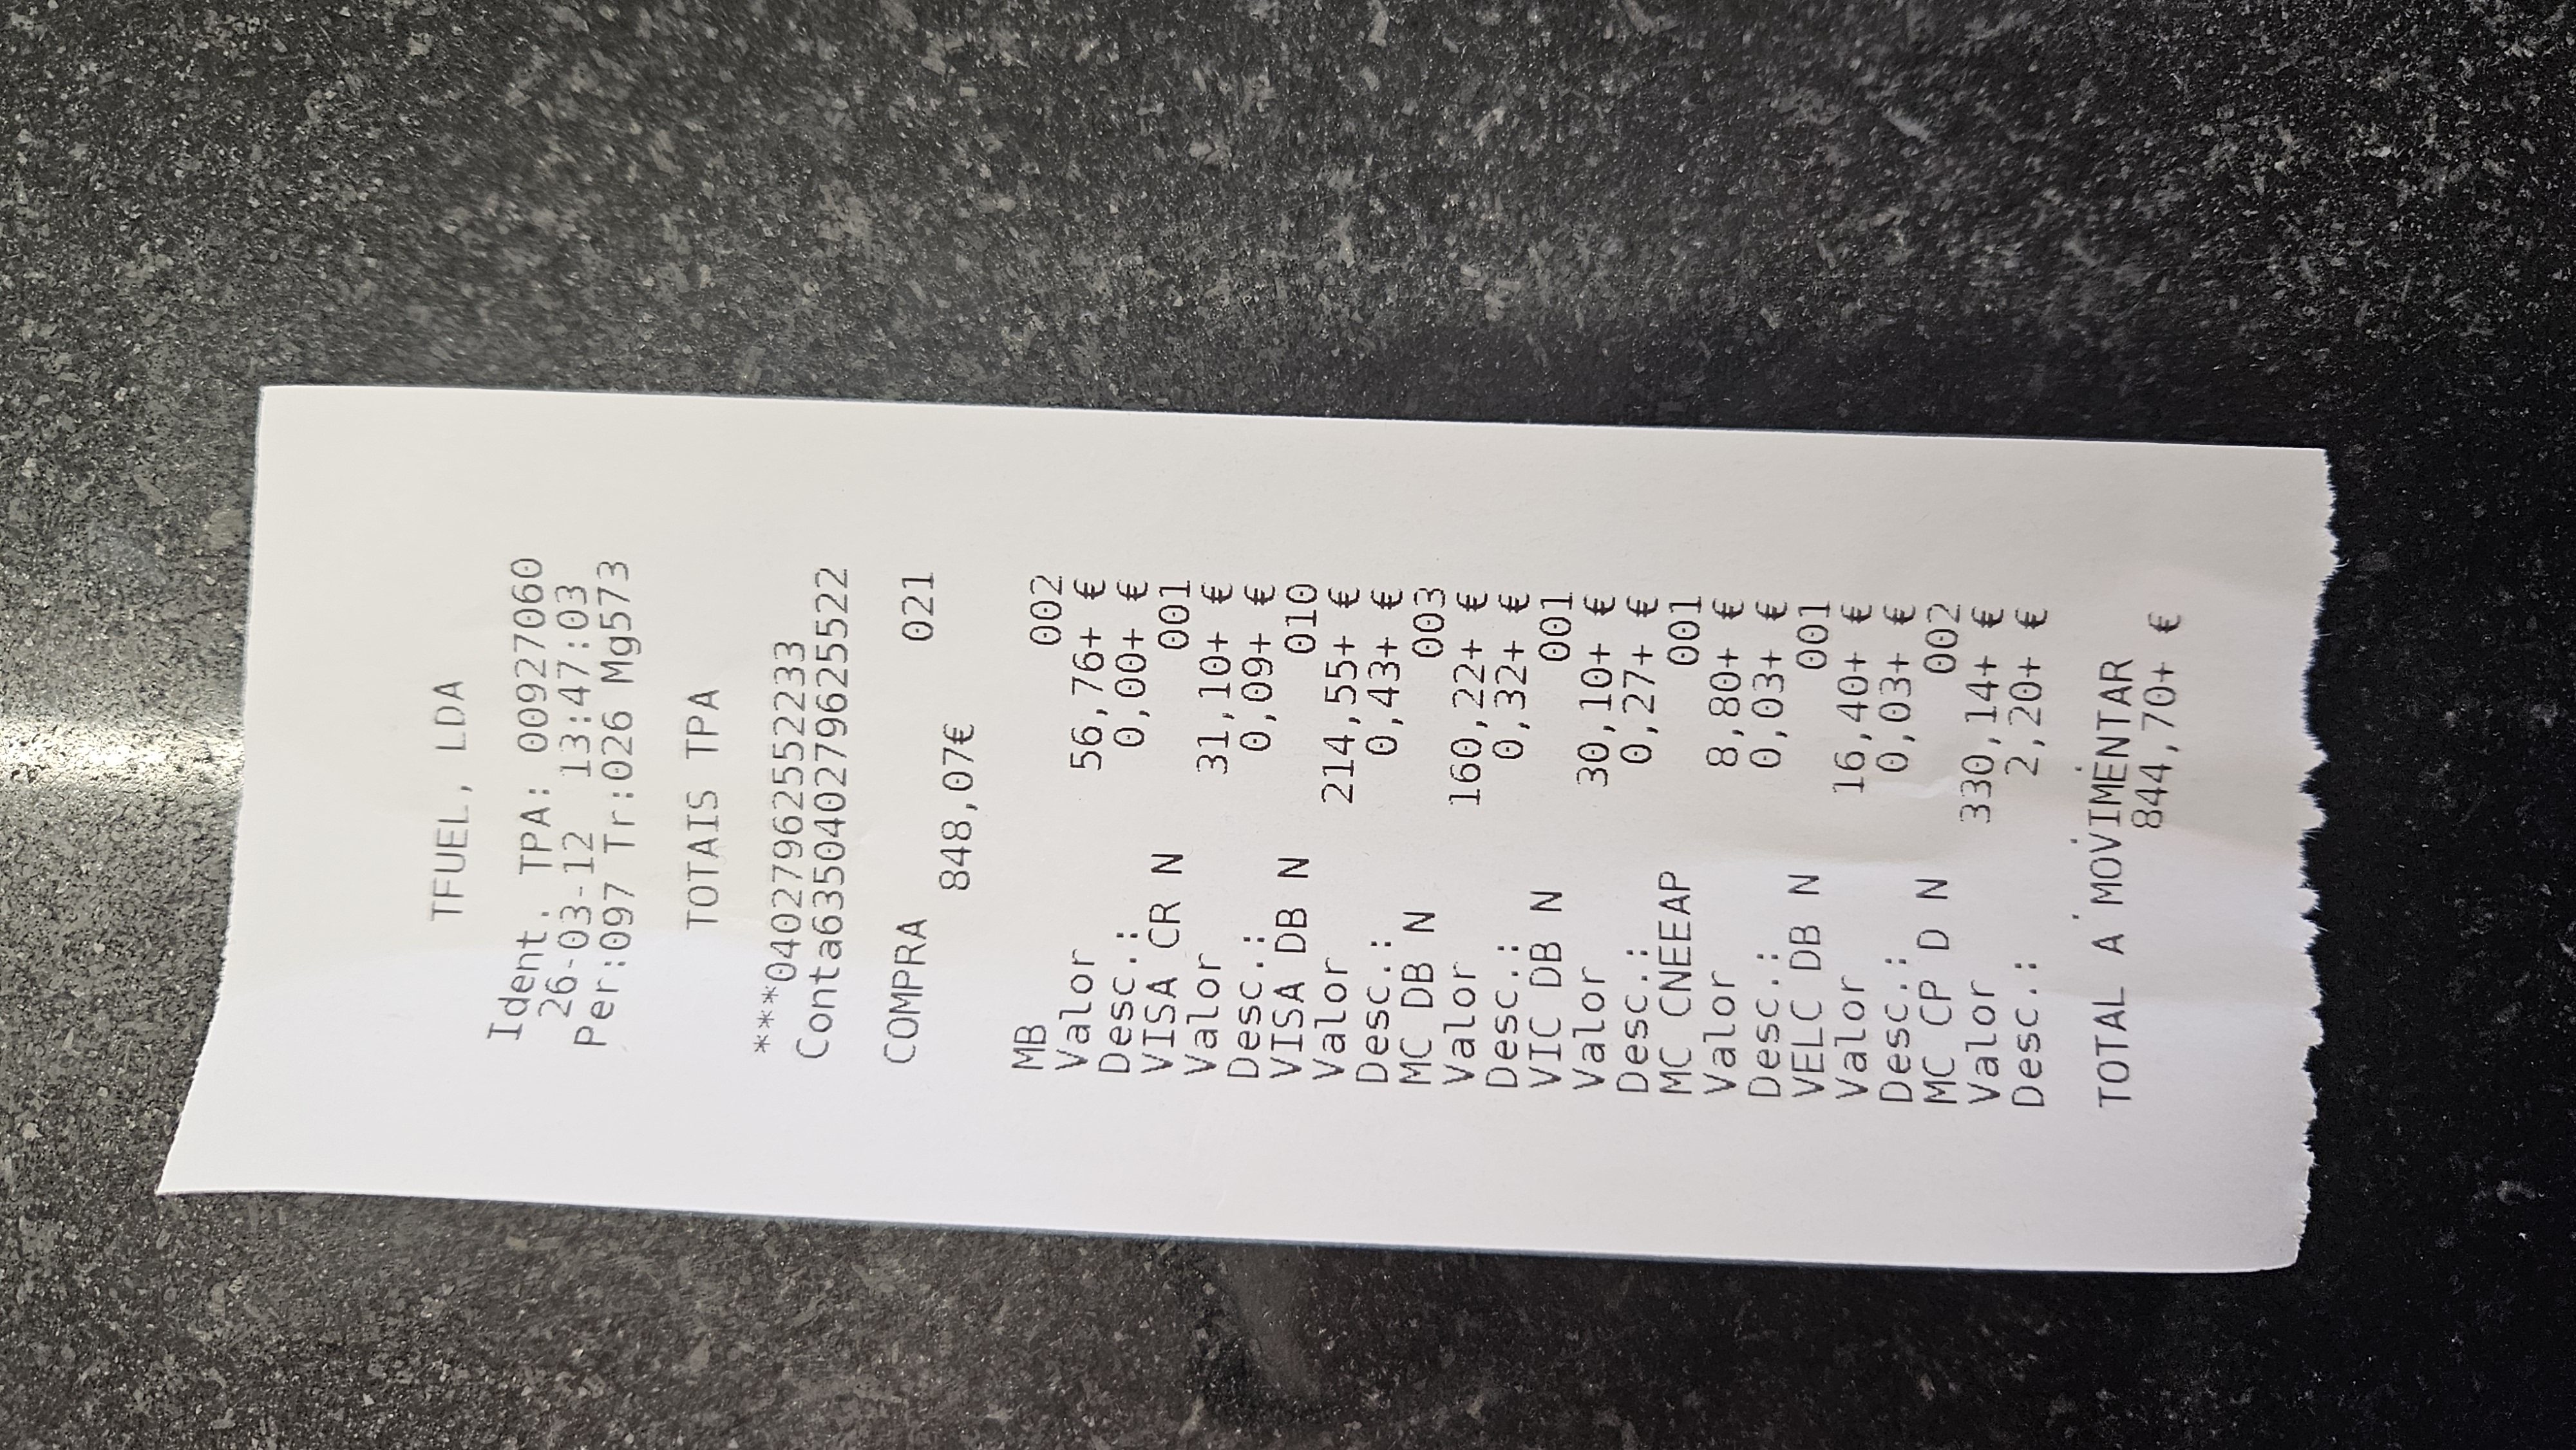 TFUEL, LDA
Ident. TPA: 0092706​0
26-03-12 13:47:03
Per:097 Tr:026 Mg573
TOTAIS TPA
***04027962552233
Conta63504027962555522
COMPRA 021
848,07€
MB 002
Valor 56,76+ €
Desc.: 0,00+ €
VISA CR N 001
Valor 31,10+ €
Desc.: 0,09+ €
VISA DB N 010
Valor 214,55+ €
Desc.: 0,43+ €
MC DB N 003
Valor 160,22+ €
Desc.: 0,32+ €
VIC DB N 001
Valor 30,10+ €
Desc.: 0,27+ €
MC CNEEAP 001
Valor 8,80+ €
Desc.: 0,03+ €
VELC DB N 001
Valor 16,40+ €
Desc.: 0,03+ €
MC CP D N 002
Valor 330,14+ €
Desc.: 2,20+ €
TOTAL A MOVIMENTAR
844,70+ €